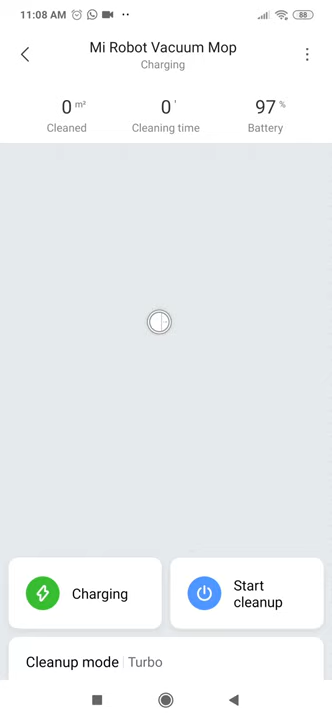 11:08 AM
88
Mi Robot Vacuum Mop
Charging
0 m²
0 '
97 %
Cleaned
Cleaning time
Battery
Charging
Start
cleanup
Cleanup mode | Turbo